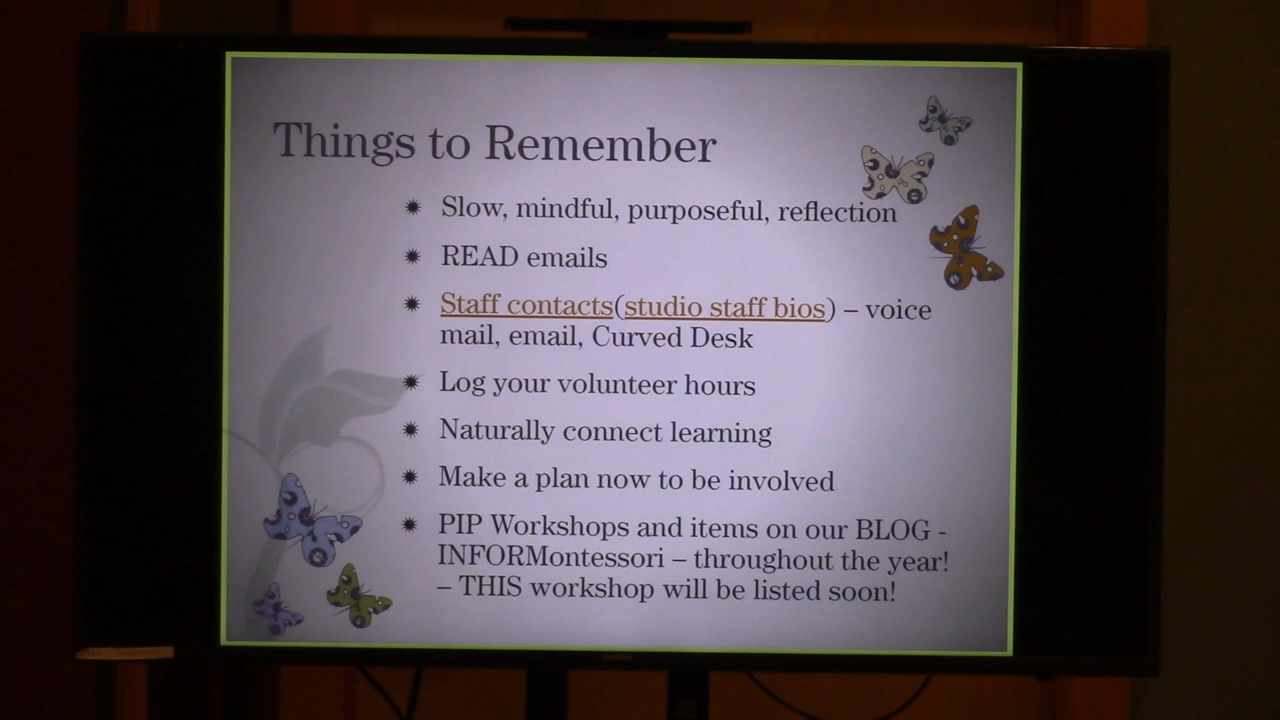 Things to Remember
Slow, mindful, purposeful, reflection
READ emails
Staff contacts(studio staff bios) – voice
mail, email, Curved Desk
Log your volunteer hours
Naturally connect learning
Make a plan now to be involved
PIP Workshops and items on our BLOG -
INFORMontessori – throughout the year!
– THIS workshop will be listed soon!